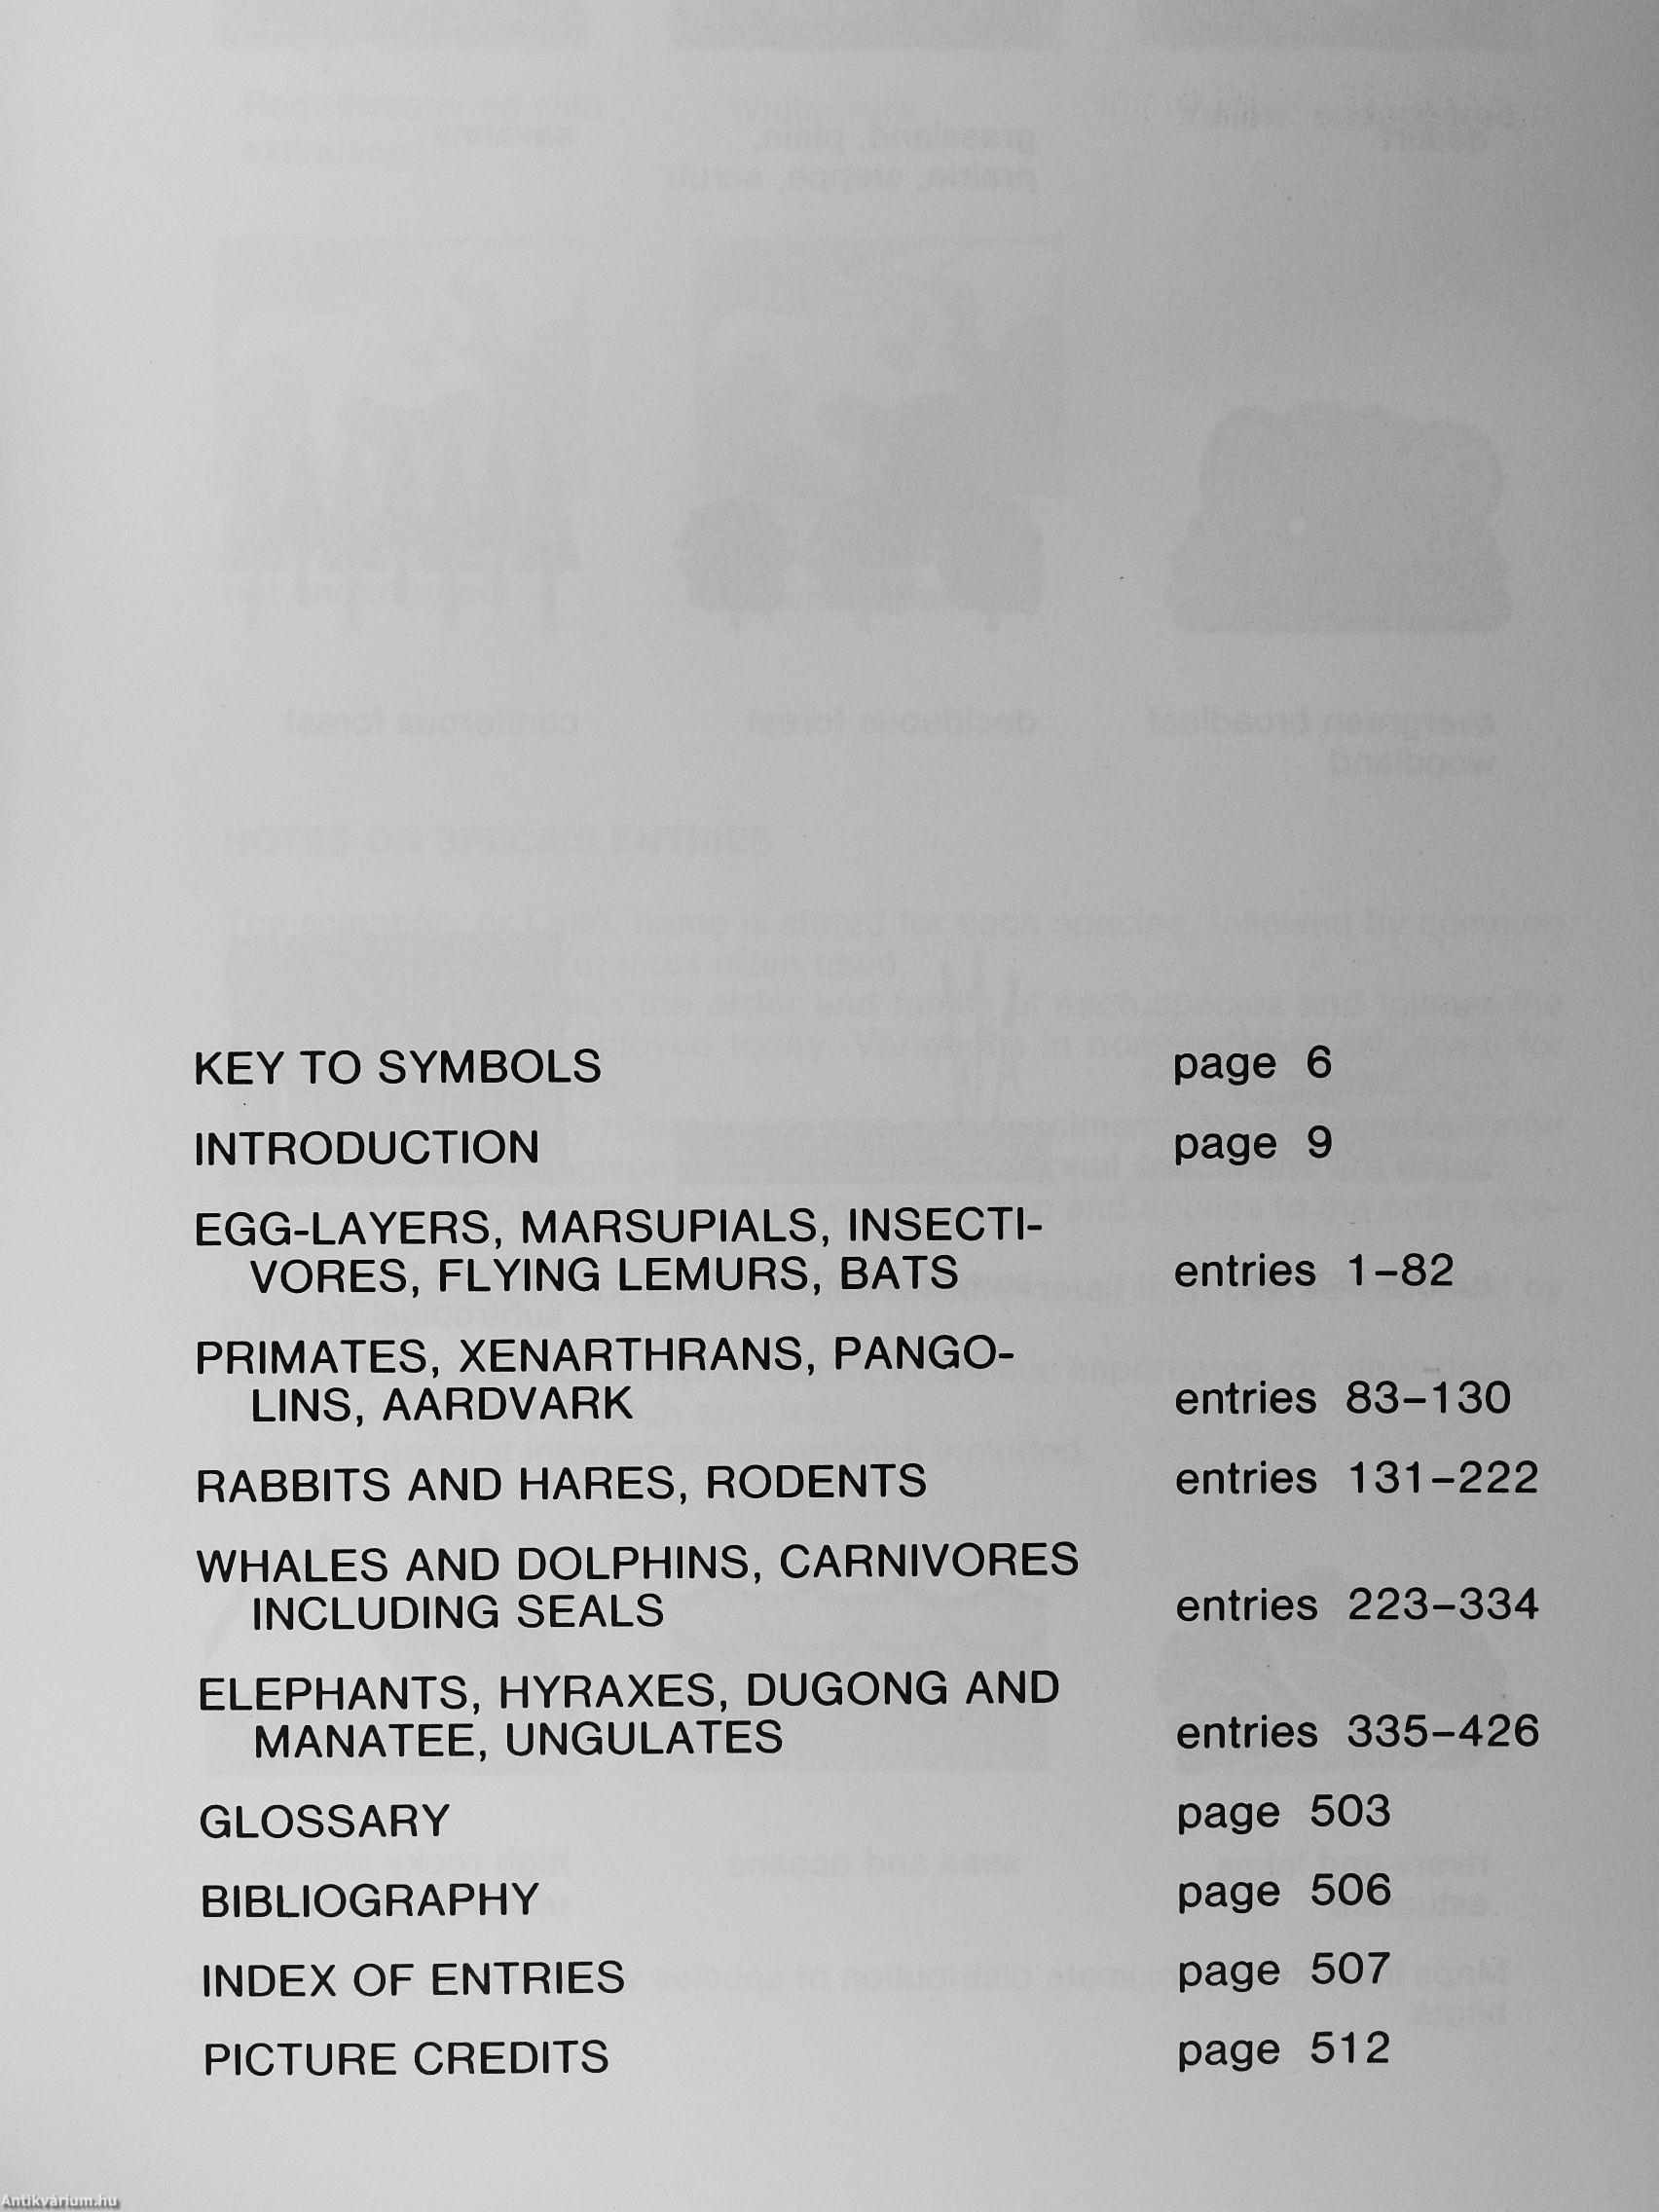 KEY TO SYMBOLS page 6
INTRODUCTION page 9
EGG-LAYERS, MARSUPIALS, INSECTI-
VORES, FLYING LEMURS, BATS entries 1–82
PRIMATES, XENARTHRANS, PANGO-
LINS, AARDVARK entries 83–130
RABBITS AND HARES, RODENTS entries 131–222
WHALES AND DOLPHINS, CARNIVORES
INCLUDING SEALS entries 223–334
ELEPHANTS, HYRAXES, DUGONG AND
MANATEE, UNGULATES entries 335–426
GLOSSARY page 503
BIBLIOGRAPHY page 506
INDEX OF ENTRIES page 507
PICTURE CREDITS page 512
Antikvárium.hu